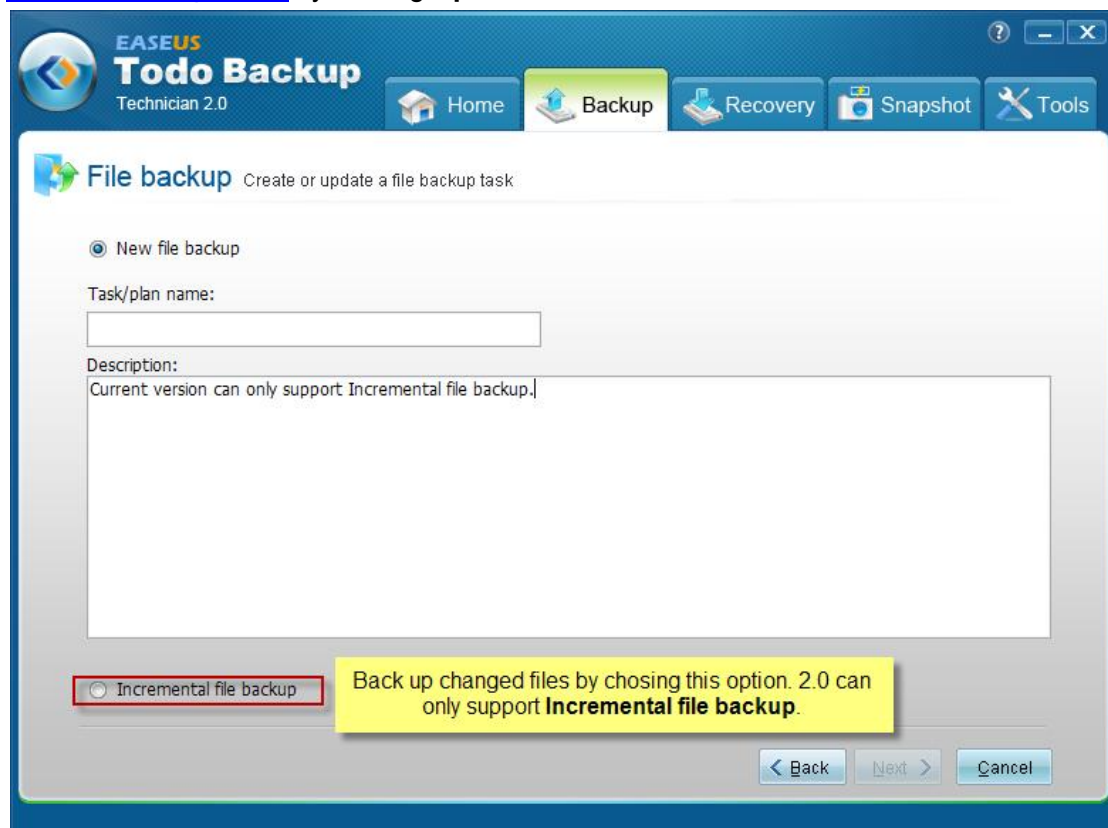 EASEUS
Todo Backup
Technician 2.0
Home
Backup
Recovery
Snapshot
Tools
File backup Create or update a file backup task
New file backup
Task/plan name:
Description:
Current version can only support Incremental file backup.
Incremental file backup
Back up changed files by chosing this option. 2.0 can
only support Incremental file backup.
< Back
Next >
Cancel